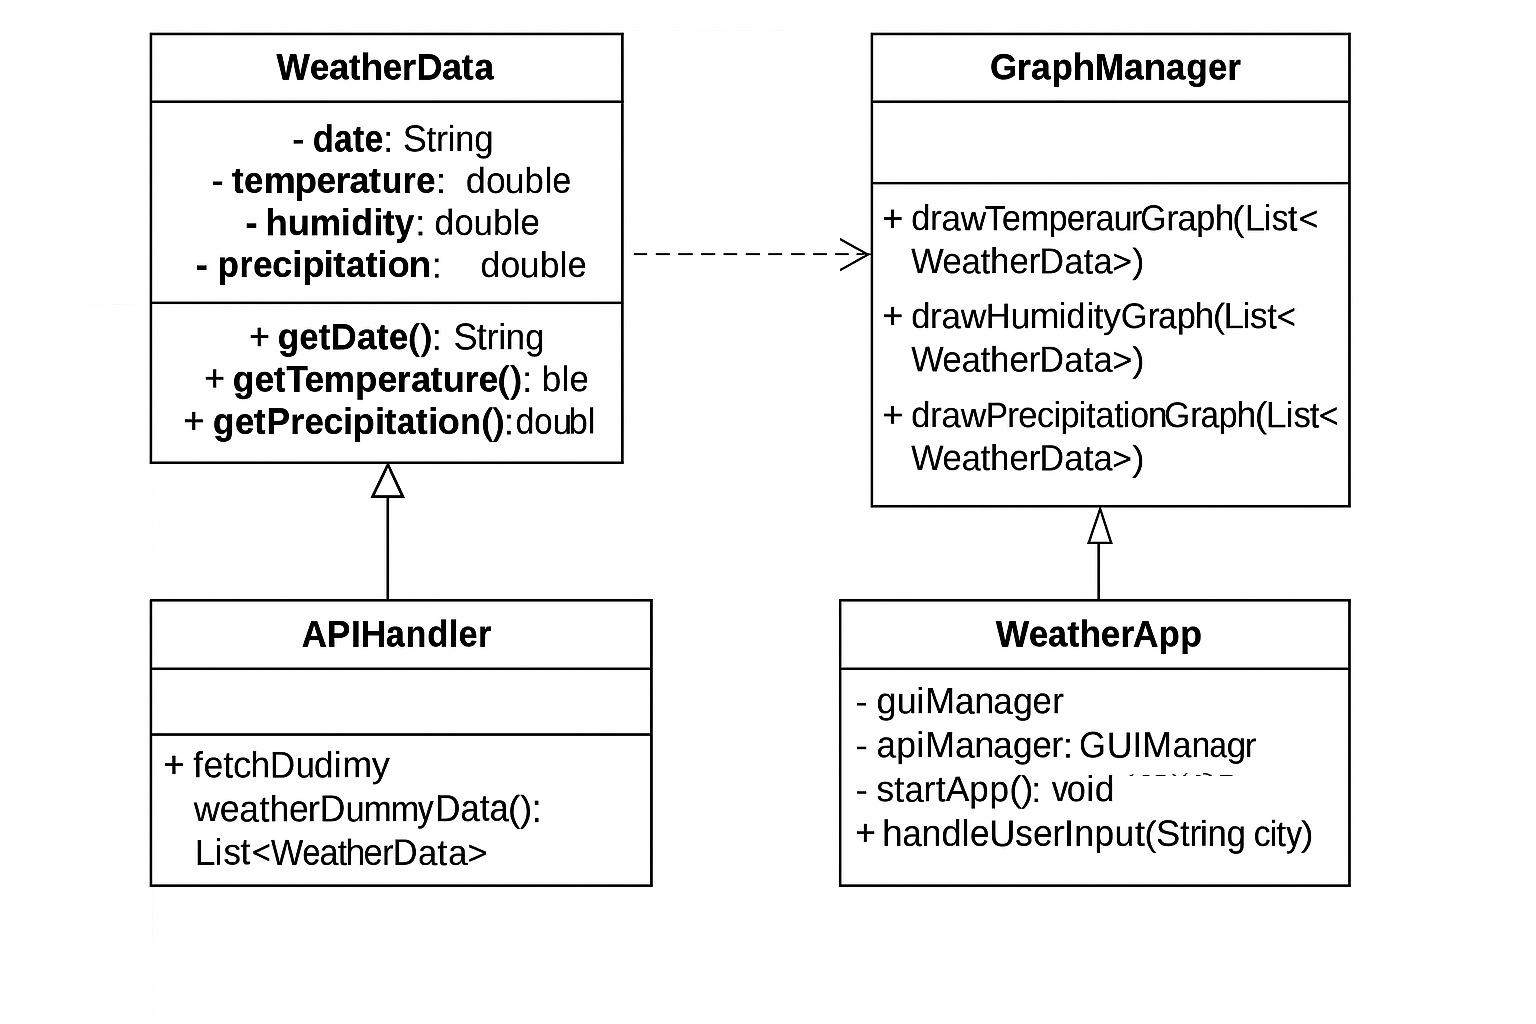 WeatherData
- date: String
- temperature: double
- humidity: double
- precipitation: double
+ getDate(): String
+ getTemperature(): ble
+ getPrecipitation():doubl
GraphManager
+ drawTemperaurGraph(List<
WeatherData>)
+ drawHumidityGraph(List<
WeatherData>)
+ drawPrecipitationGraph(List<
WeatherData>)
APIHandler
+ fetchDudimy
weatherDummyData():
List<WeatherData>
WeatherApp
- guiManager
- apiManager: GUIManagr
- startApp(): void
+ handleUserInput(String city)